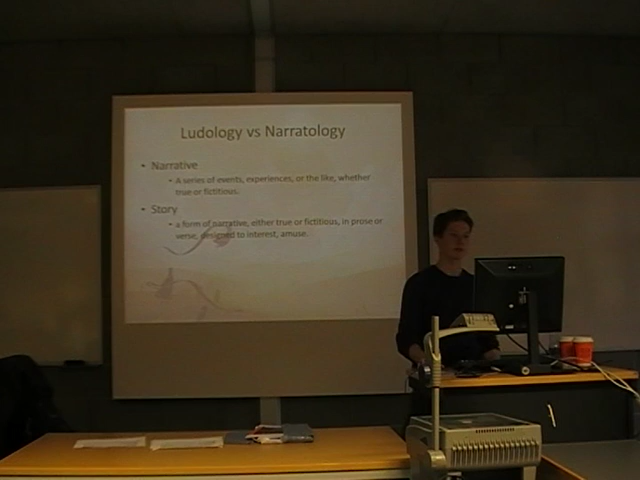 Ludology vs Narratology
• Narrative
• A series of events, experiences, or the like, whether
true or fictitious.
• Story
• a form of narrative, either true or fictitious, in prose or
verse, designed to interest, amuse.